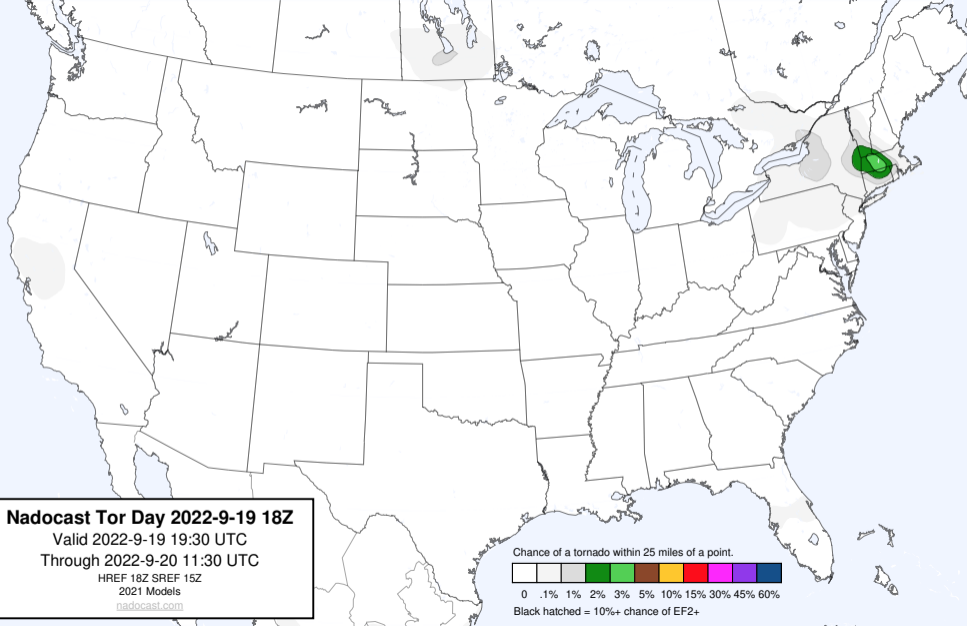 Nadocast Tor Day 2022-9-19 18Z
Valid 2022-9-19 19:30 UTC
Through 2022-9-20 11:30 UTC
HREF 18Z SREF 15Z
2021 Models
nadocast.com
Chance of a tornado within 25 miles of a point.
0 .1% 1% 2% 3% 5% 10% 15% 30% 45% 60%
Black hatched = 10%+ chance of EF2+